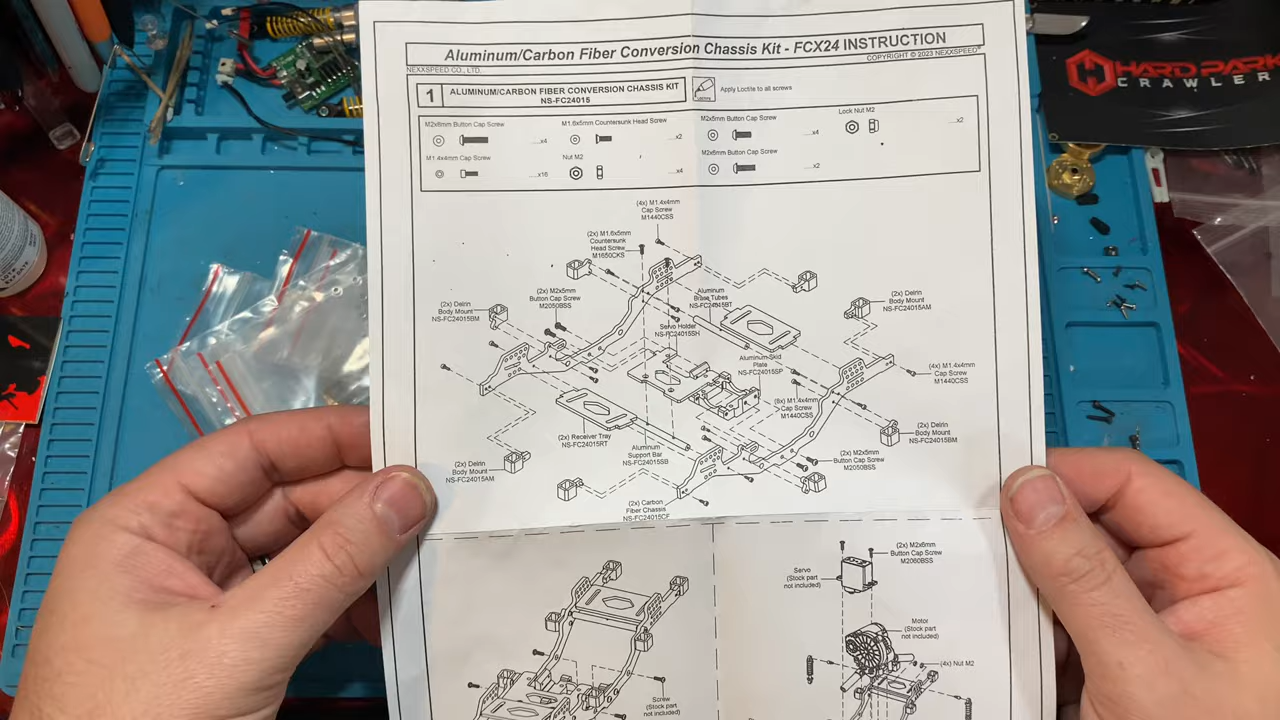 Aluminum/Carbon Fiber Conversion Chassis Kit - FCX24 INSTRUCTION
NEXXSPEED CO., LTD.
COPYRIGHT © 2023 NEXXSPEED
1
ALUMINUM/CARBON FIBER CONVERSION CHASSIS KIT
NS-FC24015
LOCTITE
Apply Loctite to all screws
M2x8mm Button Cap Screw
...x4
M1.6x5mm Countersunk Head Screw
...x2
M2x5mm Button Cap Screw
...x4
Lock Nut M2
...x2
M1.4x4mm Cap Screw
...x16
Nut M2
...x4
M2x6mm Button Cap Screw
...x2
(4x) M1.4x4mm
Cap Screw
M1440CSS
(2x) M1.6x5mm
Countersunk
Head Screw
M1650CKS
(2x) M2x5mm
Button Cap Screw
M2050BSS
(2x) Delrin
Body Mount
NS-FC24015BM
Aluminum
Brace Tubes
NS-FC24015BT
Servo Holder
NS-FC24015SH
(2x) Delrin
Body Mount
NS-FC24015AM
Aluminum Skid
Plate
NS-FC24015SP
(4x) M1.4x4mm
Cap Screw
M1440CSS
(8x) M1.4x4mm
Cap Screw
M1440CSS
(2x) Receiver Tray
NS-FC24015RT
Aluminum
Support Bar
NS-FC24015SB
(2x) Delrin
Body Mount
NS-FC24015BM
(2x) M2x5mm
Button Cap Screw
M2050BSS
(2x) Delrin
Body Mount
NS-FC24015AM
(2x) Carbon
Fiber Chassis
NS-FC24015CF
Screw
(Stock part
not included)
(2x) M2x6mm
Button Cap Screw
M2060BSS
Servo
(Stock part
not included)
Motor
(Stock part
not included)
(4x) Nut M2
HARD PARK
CRAWLER